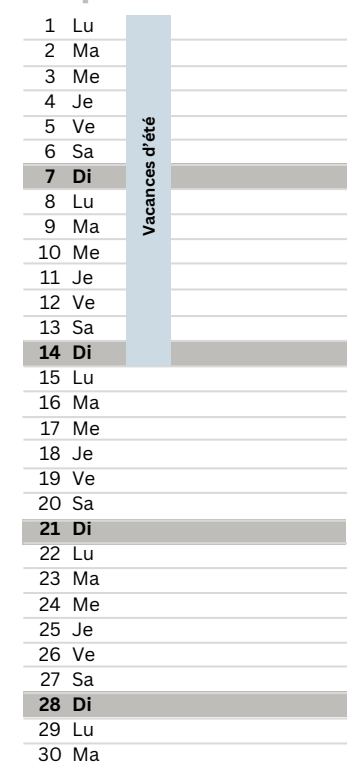 1 Lu
2 Ma
3 Me
4 Je
5 Ve
6 Sa
7 Di
8 Lu
9 Ma
10 Me
11 Je
12 Ve
13 Sa
14 Di
15 Lu
16 Ma
17 Me
18 Je
19 Ve
20 Sa
21 Di
22 Lu
23 Ma
24 Me
25 Je
26 Ve
27 Sa
28 Di
29 Lu
30 Ma
Vacances d'été